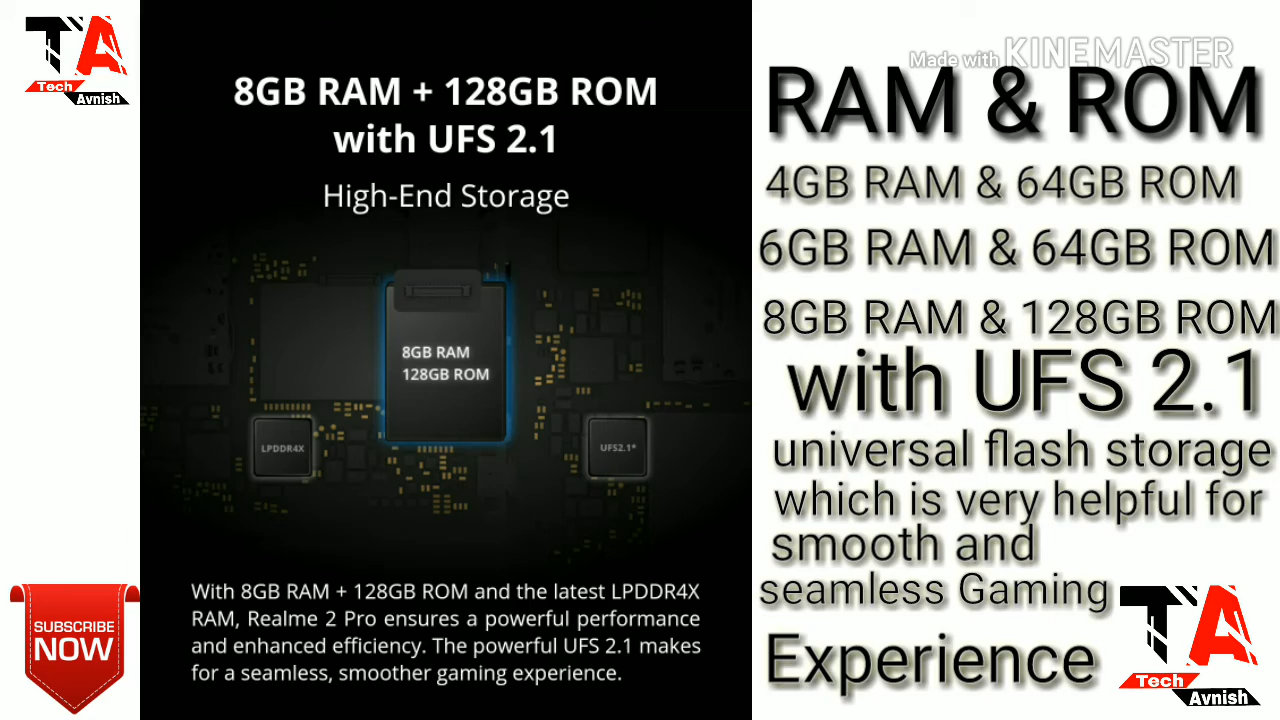 TA
Tech
Avnish
8GB RAM + 128GB ROM
with UFS 2.1
High-End Storage
8GB RAM
128GB ROM
LPDDR4X
UFS2.1*
With 8GB RAM + 128GB ROM and the latest LPDDR4X
RAM, Realme 2 Pro ensures a powerful performance
and enhanced efficiency. The powerful UFS 2.1 makes
for a seamless, smoother gaming experience.
SUBSCRIBE
NOW
Made with KINEMASTER
RAM & ROM
4GB RAM & 64GB ROM
6GB RAM & 64GB ROM
8GB RAM & 128GB ROM
with UFS 2.1
universal flash storage
which is very helpful for
smooth and
seamless Gaming
Experience
TA
Tech
Avnish